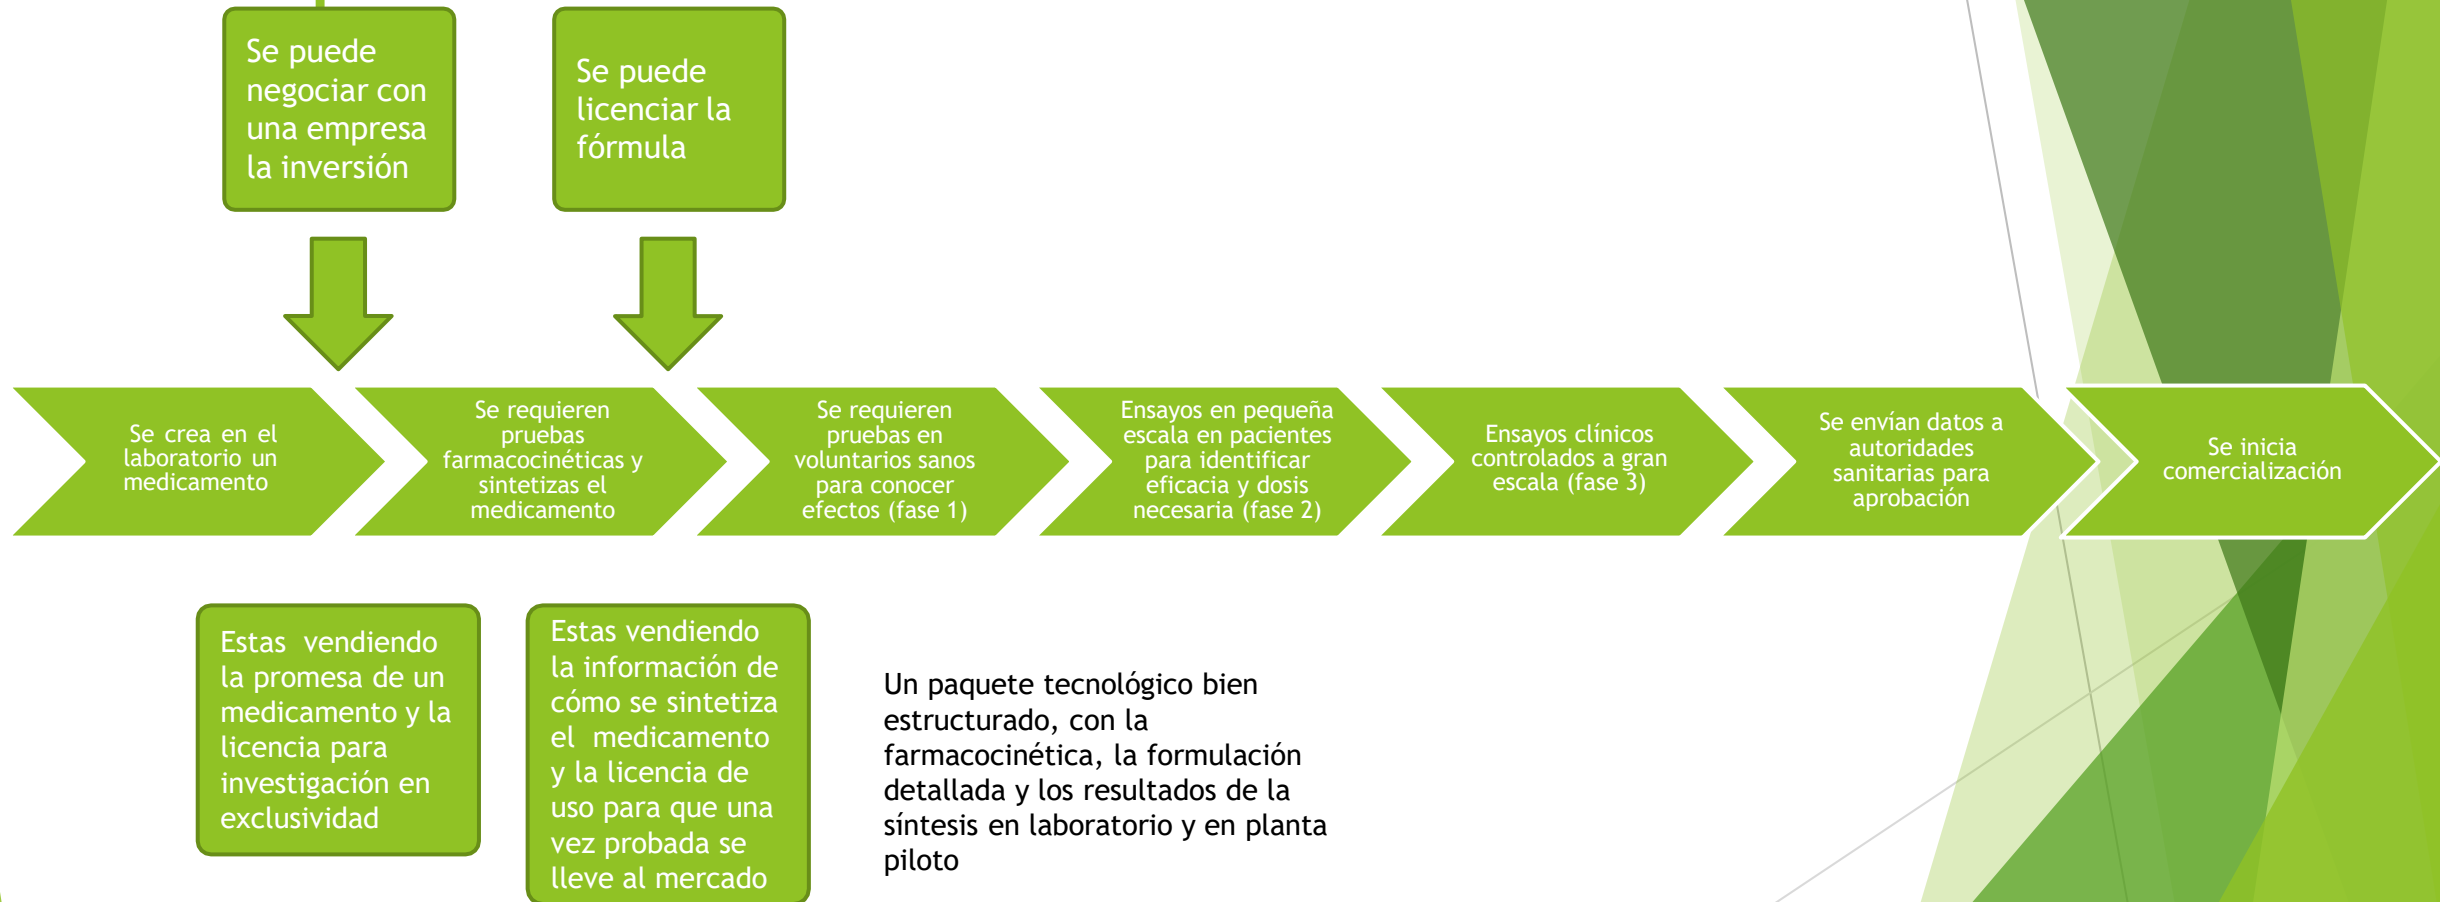 Se puede
negociar con
una empresa
la inversión
Se puede
licenciar la
fórmula
Se crea en el
laboratorio un
medicamento
Se requieren
pruebas
farmacocinéticas y
sintetizas el
medicamento
Se requieren
pruebas en
voluntarios sanos
para conocer
efectos (fase 1)
Ensayos en pequeña
escala en pacientes
para identificar
eficacia y dosis
necesaria (fase 2)
Ensayos clínicos
controlados a gran
escala (fase 3)
Se envían datos a
autoridades
sanitarias para
aprobación
Se inicia
comercialización
Estas vendiendo
la promesa de un
medicamento y la
licencia para
investigación en
exclusividad
Estas vendiendo
la información de
cómo se sintetiza
el medicamento
y la licencia de
uso para que una
vez probada se
lleve al mercado
Un paquete tecnológico bien
estructurado, con la
farmacocinética, la formulación
detallada y los resultados de la
síntesis en laboratorio y en planta
piloto